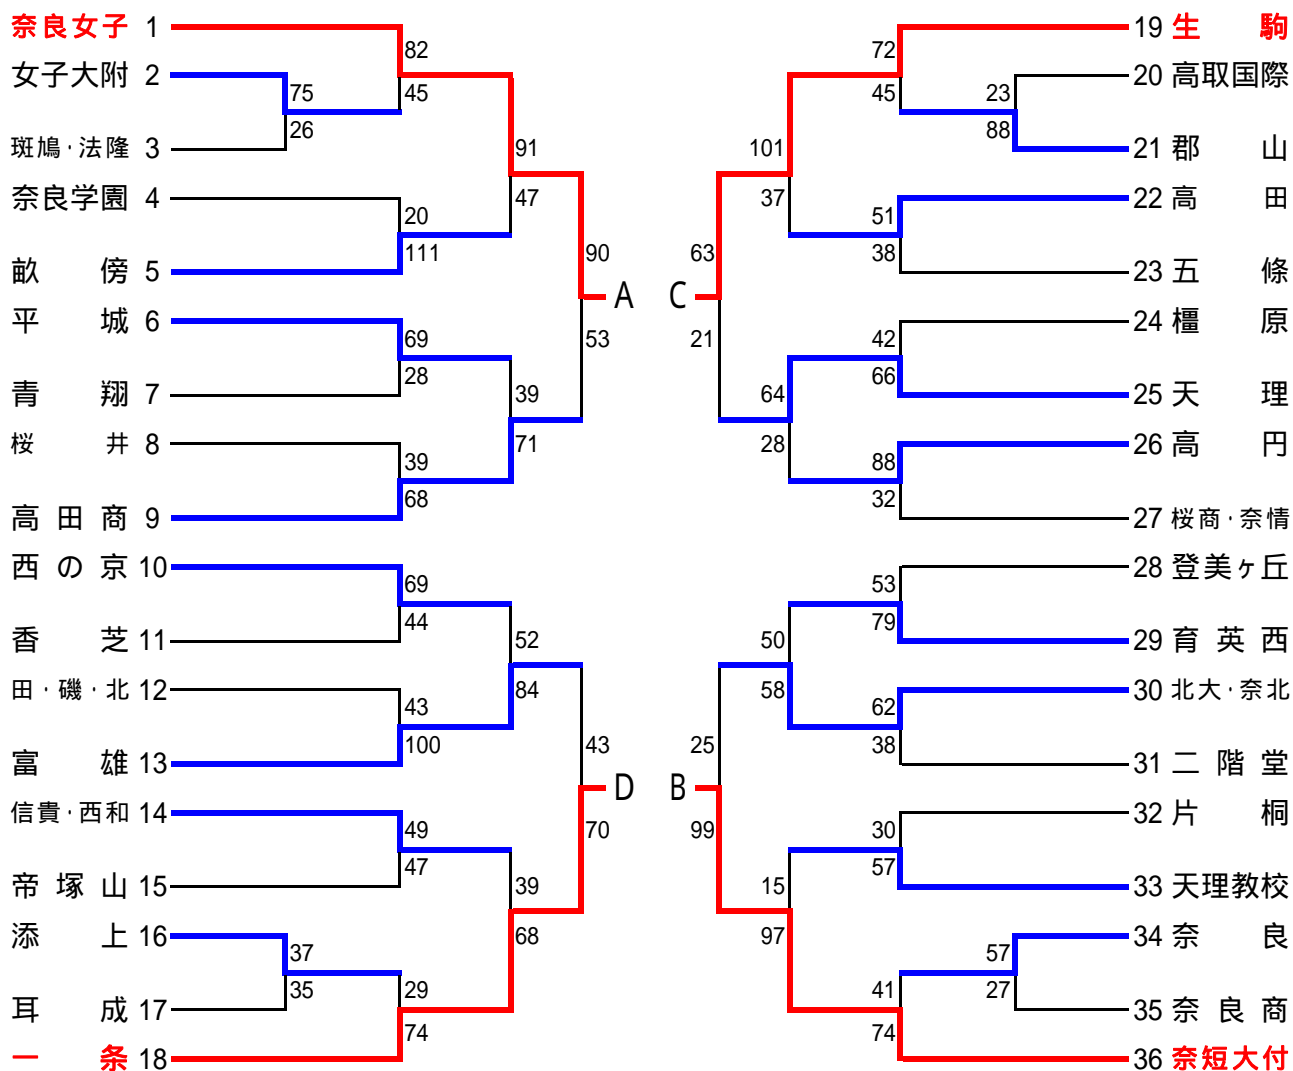 奈良女子 1
女子大附 2
斑鳩・法隆 3
奈良学園 4
畝傍 5
平城 6
青翔 7
桜井 8
高田商 9
西の京 10
香芝 11
田・磯・北 12
富雄 13
信貴・西和 14
帝塚山 15
添上 16
耳成 17
一条 18
82
45
75
26
91
47
20
111
90
53
A
69
28
39
71
39
68
69
44
52
84
43
100
43
70
D
49
47
39
68
37
35
29
74
19 生駒
20 高取国際
21 郡山
22 高田
23 五條
24 橿原
25 天理
26 高円
27 桜商・奈情
28 登美ヶ丘
29 育英西
30 北大・奈北
31 二階堂
32 片桐
33 天理教校
34 奈良
35 奈良商
36 奈短大付
72
45
23
88
101
37
51
38
63
21
C
42
66
64
28
88
32
53
79
50
58
62
38
25
99
B
30
57
15
97
57
27
41
74